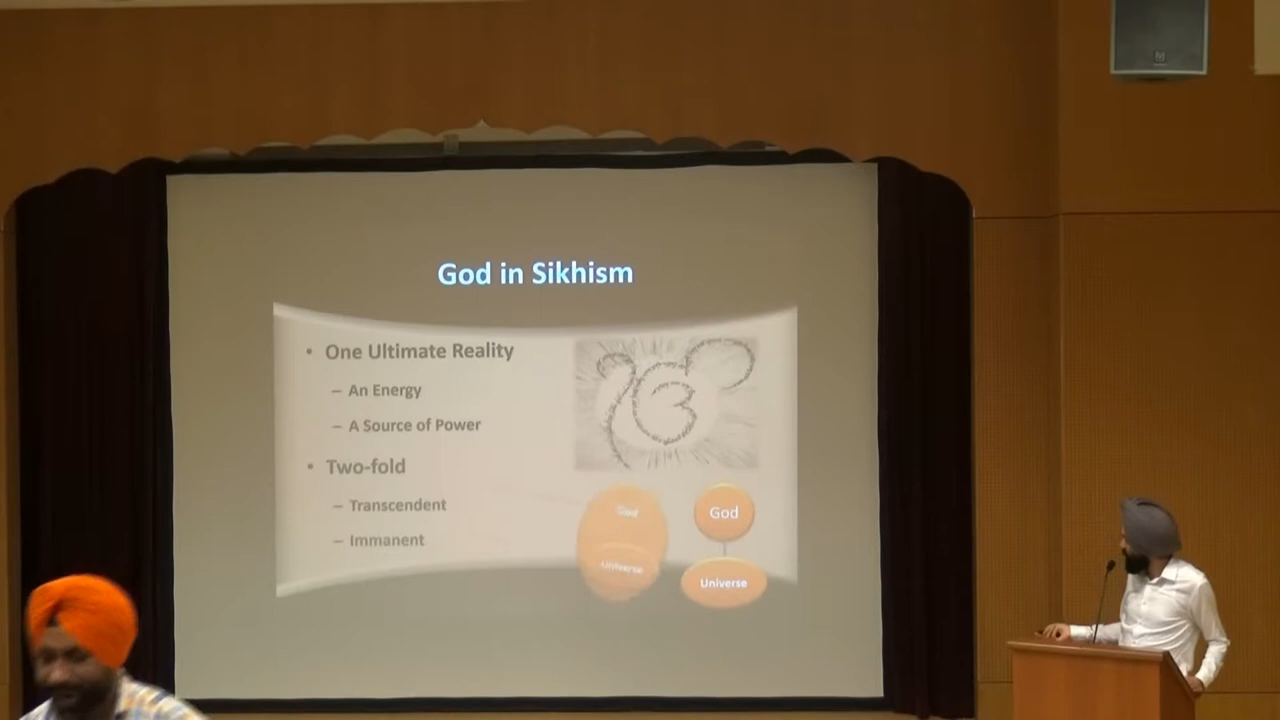 God in Sikhism
• One Ultimate Reality
– An Energy
– A Source of Power
• Two-fold
– Transcendent
– Immanent
ੴ
God
Universe
God
Universe